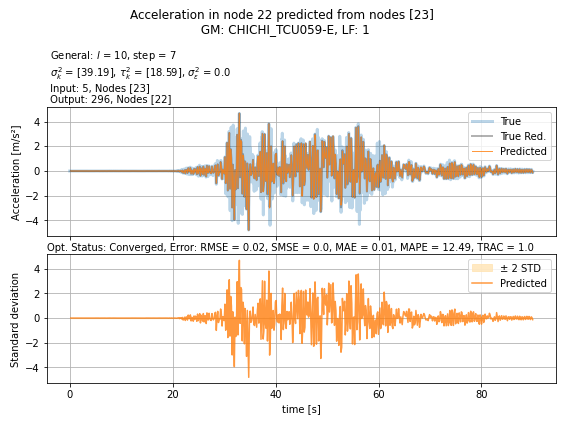 Acceleration in node 22 predicted from nodes [23]
GM: CHICHI_TCU059-E, LF: 1
General: l = 10, step = 7
σ²ₖ = [39.19], τ²ₖ = [18.59], σ²ε = 0.0
Input: 5, Nodes [23]
Output: 296, Nodes [22]
Acceleration [m/s²]
4
2
0
−2
−4
True
True Red.
Predicted
Opt. Status: Converged, Error: RMSE = 0.02, SMSE = 0.0, MAE = 0.01, MAPE = 12.49, TRAC = 1.0
Standard deviation
4
2
0
−2
−4
± 2 STD
Predicted
0 20 40 60 80
time [s]